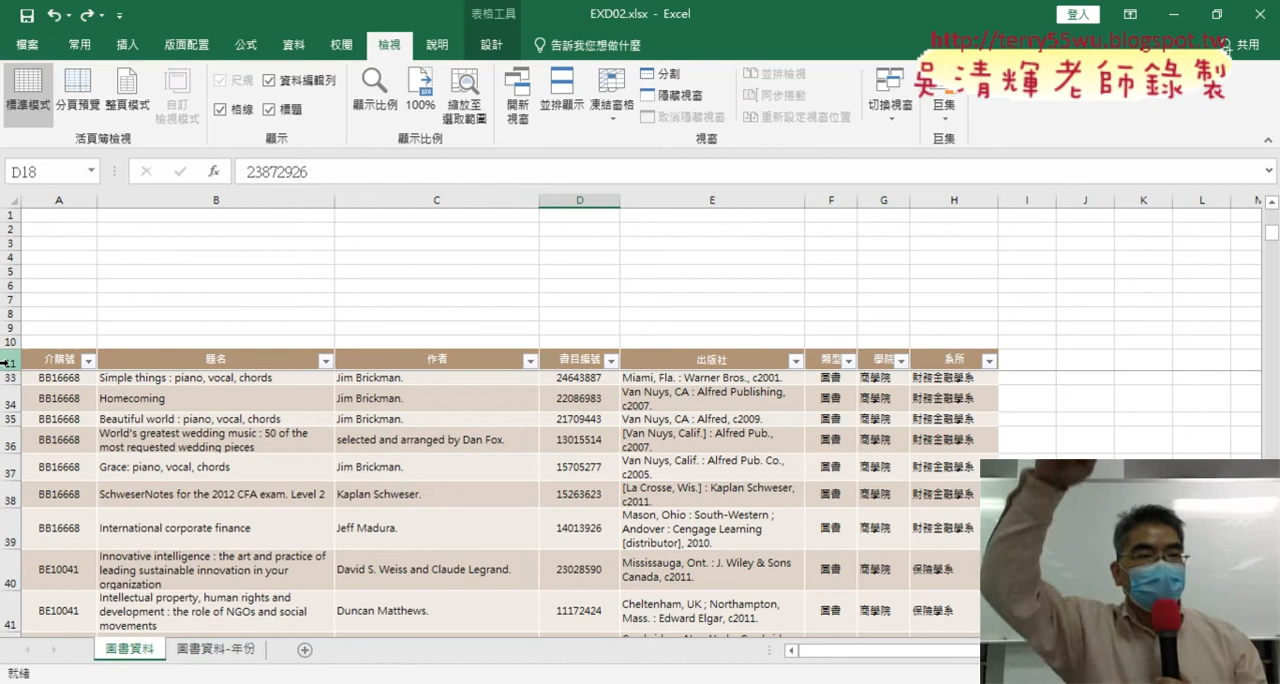 表格工具
EXD02.xlsx - Excel
登入
檔案 常用 插入 版面配置 公式 資料 校閱 檢視 說明 設計 告訴我您想做什麼 共用
http://terry55wu.blogspot.tw
吳清輝老師錄製
標準模式 分頁預覽 整頁模式 自訂檢視模式
尺規 資料編輯列
格線 標題
顯示比例 100% 縮放至選取範圍
開新視窗 並排顯示 凍結窗格
分割
隱藏視窗
取消隱藏視窗
並排檢視
同步捲動
重新設定視窗位置
切換視窗 巨集
活頁簿檢視 顯示 顯示比例 視窗 巨集
D18 fx 23872926
A B C D E F G H I J K L M
1
2
3
4
5
6
7
8
9
10
11 介購號 題名 作者 書目編號 出版社 類型 學院 系所
33 BB16668 Simple things : piano, vocal, chords Jim Brickman. 24643887 Miami, Fla. : Warner Bros., c2001. 圖書 商學院 財務金融學系
34 BB16668 Homecoming Jim Brickman. 22086983 Van Nuys, CA : Alfred Publishing, c2007. 圖書 商學院 財務金融學系
35 BB16668 Beautiful world : piano, vocal, chords Jim Brickman. 21709443 Van Nuys, CA : Alfred, c2009. 圖書 商學院 財務金融學系
36 BB16668 World's greatest wedding music : 50 of the most requested wedding pieces selected and arranged by Dan Fox. 13015514 [Van Nuys, Calif.] : Alfred Pub., c2007. 圖書 商學院 財務金融學系
37 BB16668 Grace: piano, vocal, chords Jim Brickman. 15705277 Van Nuys, Calif. : Alfred Pub. Co., c2005. 圖書 商學院 財務金融學系
38 BB16668 SchweserNotes for the 2012 CFA exam. Level 2 Kaplan Schweser. 15263623 [La Crosse, Wis.] : Kaplan Schweser, c2011. 圖書 商學院 財務金融學系
39 BB16668 International corporate finance Jeff Madura. 14013926 Mason, Ohio : South-Western ; Andover : Cengage Learning [distributor], 2010. 圖書 商學院 財務金融學系
40 BE10041 Innovative intelligence : the art and practice of leading sustainable innovation in your organization David S. Weiss and Claude Legrand. 23028590 Mississauga, Ont. : J. Wiley & Sons Canada, c2011. 圖書 商學院 保險學系
41 BE10041 Intellectual property, human rights and development : the role of NGOs and social movements Duncan Matthews. 11172424 Cheltenham, UK ; Northampton, Mass. : Edward Elgar, c2011. 圖書 商學院 保險學系
圖書資料 圖書資料-年份
就緒